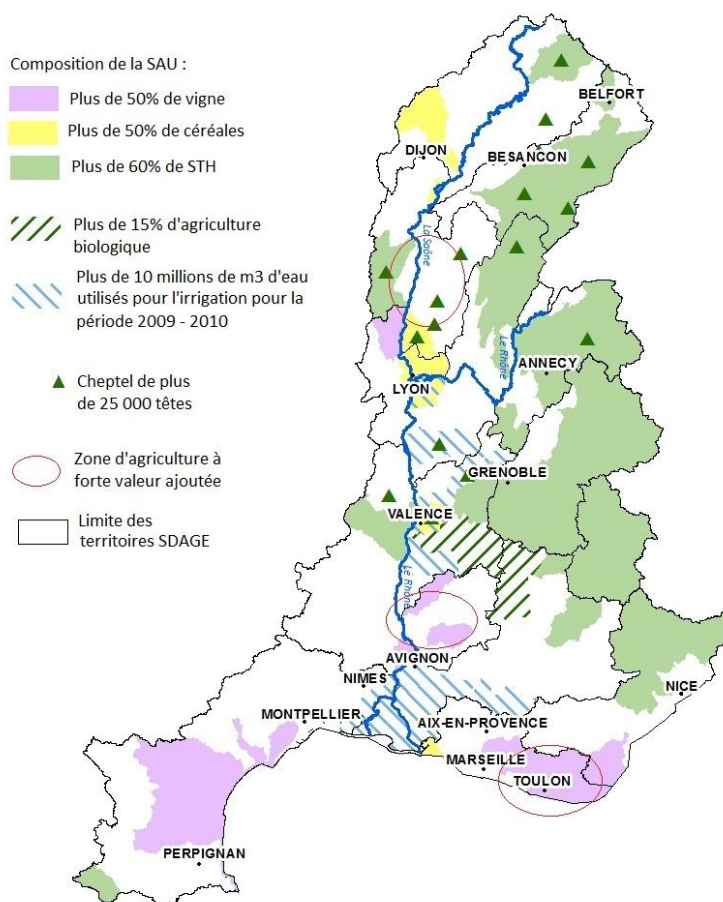 Composition de la SAU :
Plus de 50% de vigne
Plus de 50% de céréales
Plus de 60% de STH
Plus de 15% d'agriculture
biologique
Plus de 10 millions de m3 d'eau
utilisés pour l'irrigation pour la
période 2009 - 2010
Cheptel de plus
de 25 000 têtes
Zone d'agriculture à
forte valeur ajoutée
Limite des
territoires SDAGE
BELFORT
DIJON
BESANCON
La Saône
Le Rhône
ANNECY
LYON
GRENOBLE
VALENCE
Le Rhône
AVIGNON
NIMES
NICE
MONTPELLIER
AIX-EN-PROVENCE
MARSEILLE
TOULON
PERPIGNAN